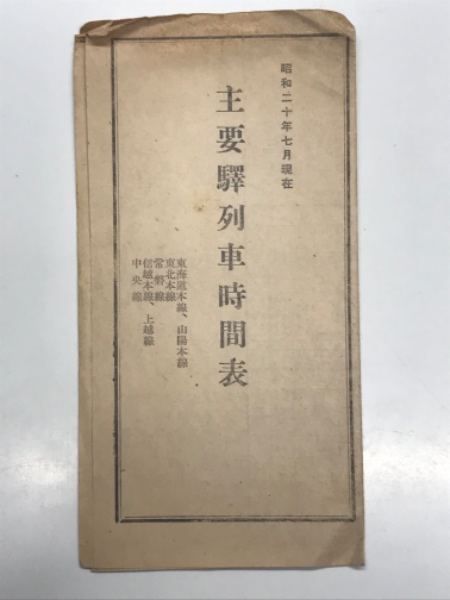 昭和二十年七月現在
主要驛列車時間表
東海道本線、山陽本線
東北本線
常磐線
信越本線、上越線
中央線